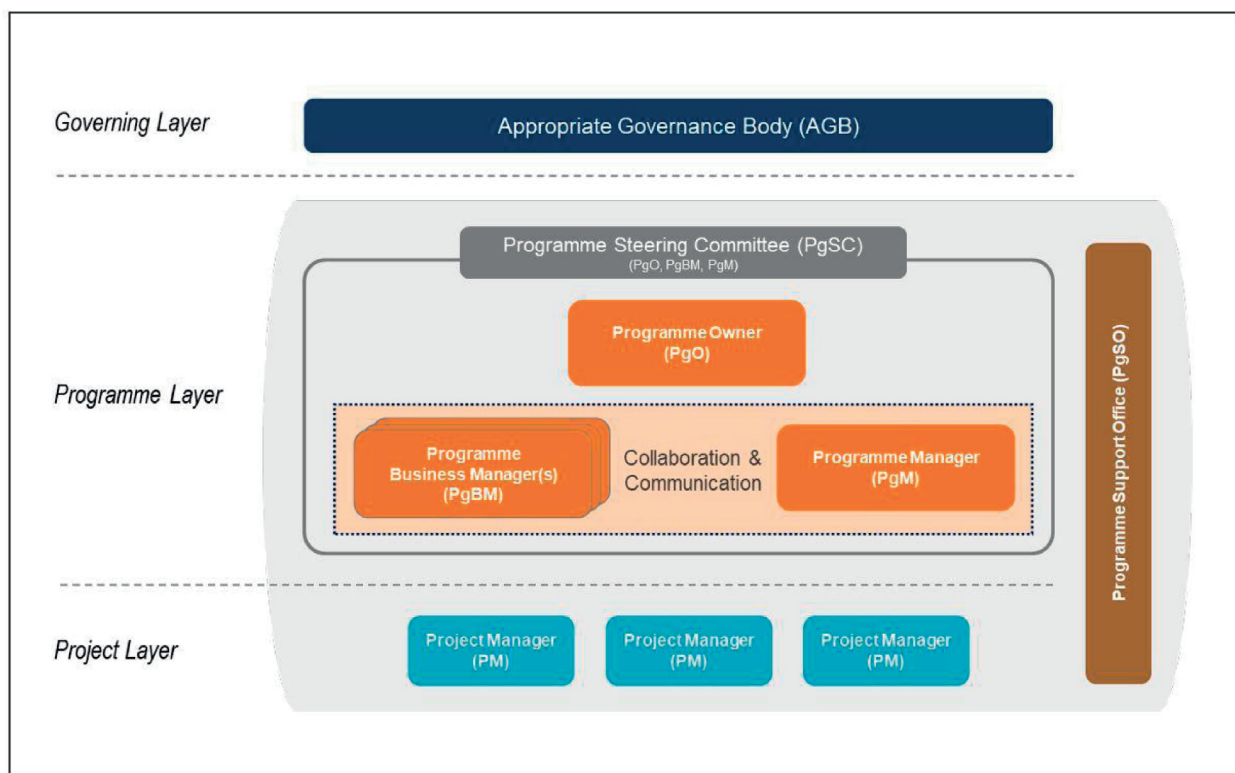 Governing Layer
Appropriate Governance Body (AGB)
Programme Steering Committee (PgSC)
(PgO, PgBM, PgM)
Programme Owner
(PgO)
Programme Layer
Programme
Business Manager(s)
(PgBM)
Collaboration &
Communication
Programme Manager
(PgM)
Programme Support Office (PgSO)
Project Layer
Project Manager
(PM)
Project Manager
(PM)
Project Manager
(PM)